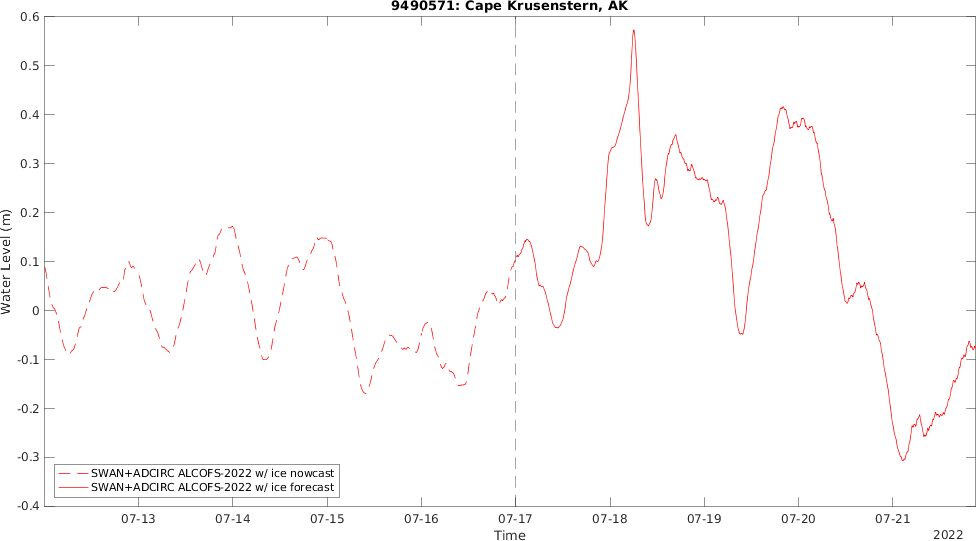 9490571: Cape Krusenstern, AK
0.6
0.5
0.4
0.3
0.2
0.1
0
-0.1
-0.2
-0.3
-0.4
Water Level (m)
SWAN+ADCIRC ALCOFS-2022 w/ ice nowcast
SWAN+ADCIRC ALCOFS-2022 w/ ice forecast
07-13 07-14 07-15 07-16 07-17 07-18 07-19 07-20 07-21
Time
2022